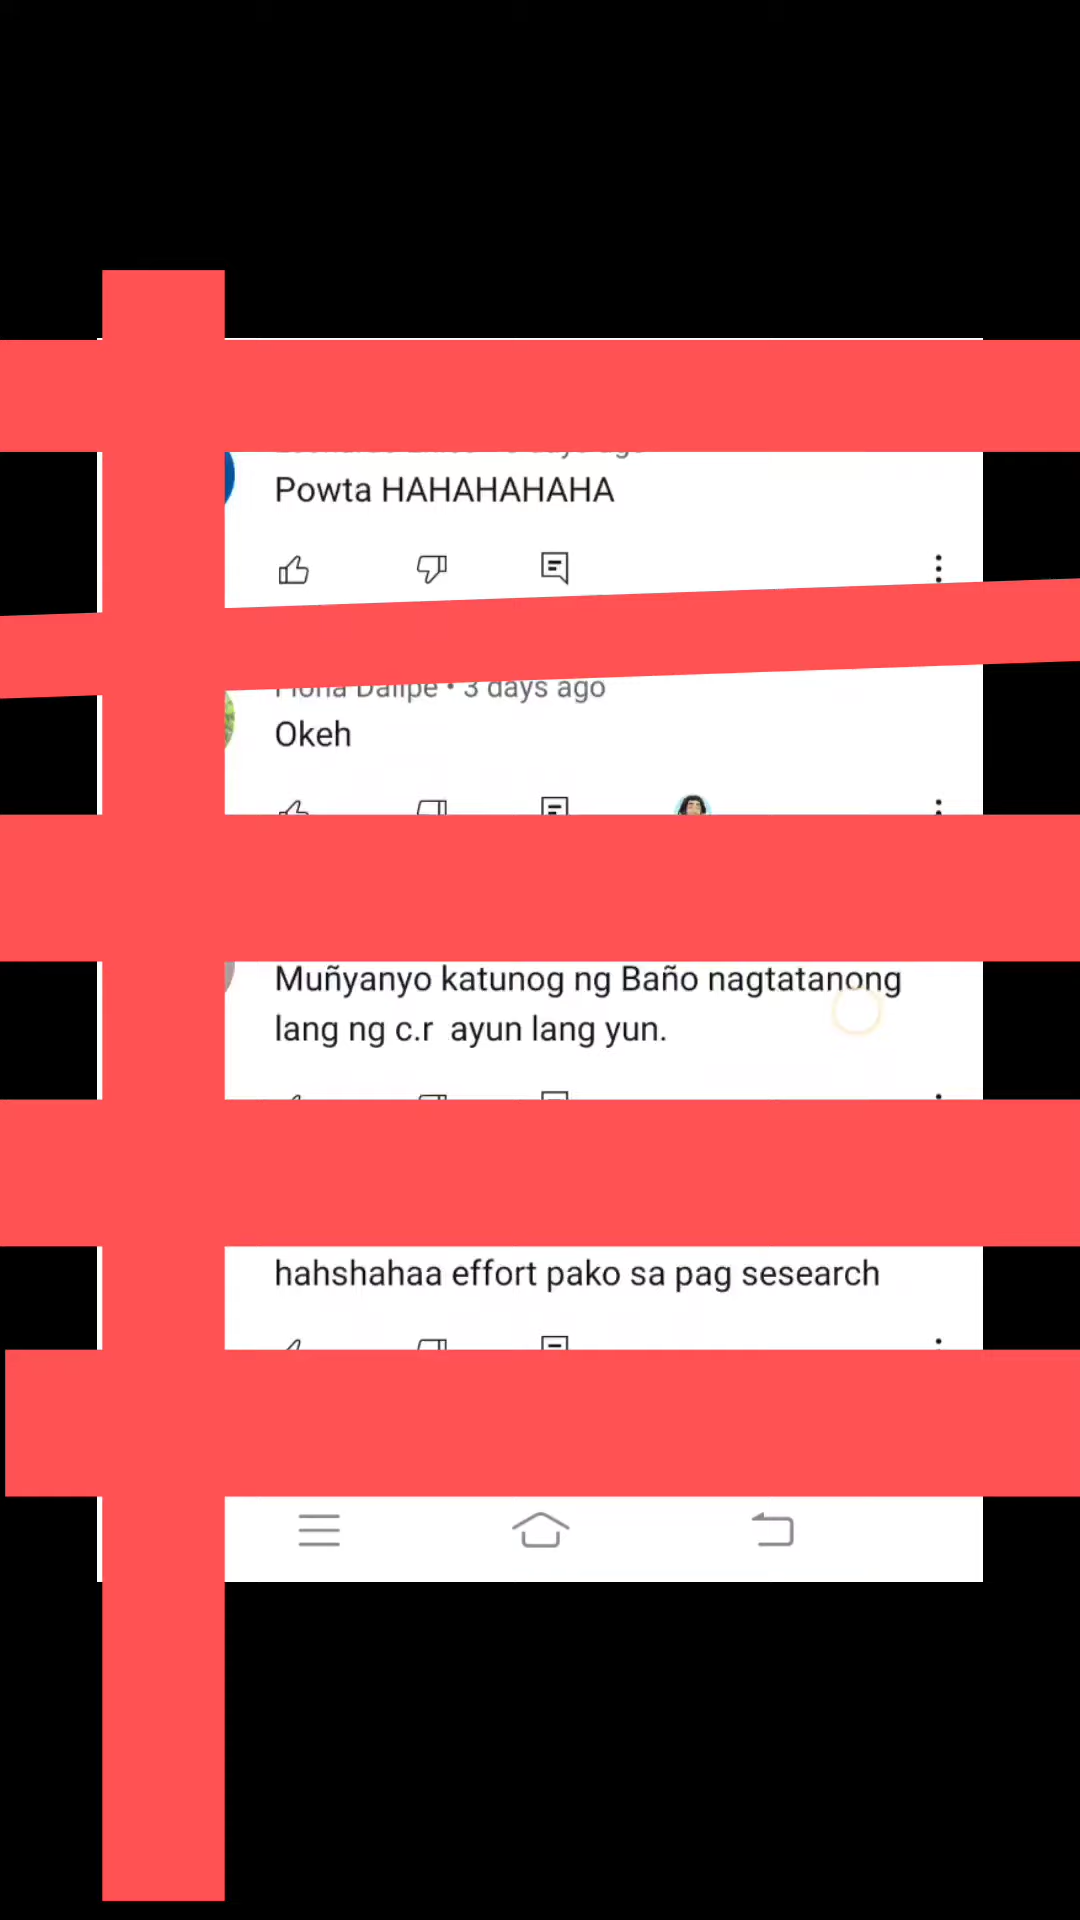 Powta HAHAHAHAHA
• 3 days ago
Okeh
Muñyanyo katunog ng Baño nagtatanong
lang ng c.r ayun lang yun.
hahshahaa effort pako sa pag sesearch